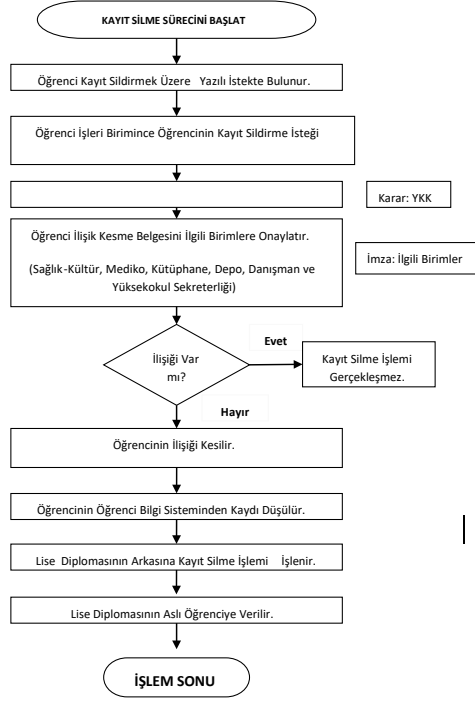 KAYIT SİLME SÜRECİNİ BAŞLAT
Öğrenci Kayıt Sildirmek Üzere Yazılı İstekte Bulunur.
Öğrenci İşleri Birimince Öğrencinin Kayıt Sildirme İsteği
Karar: YKK
Öğrenci İlişik Kesme Belgesini İlgili Birimlere Onaylatır.
(Sağlık-Kültür, Mediko, Kütüphane, Depo, Danışman ve
Yüksekokul Sekreterliği)
İmza: İlgili Birimler
İlişiği Var
mı?
Evet
Kayıt Silme İşlemi
Gerçekleşmez.
Hayır
Öğrencinin İlişiği Kesilir.
Öğrencinin Öğrenci Bilgi Sisteminden Kaydı Düşülür.
Lise Diplomasının Arkasına Kayıt Silme İşlemi İşlenir.
Lise Diplomasının Aslı Öğrenciye Verilir.
İŞLEM SONU